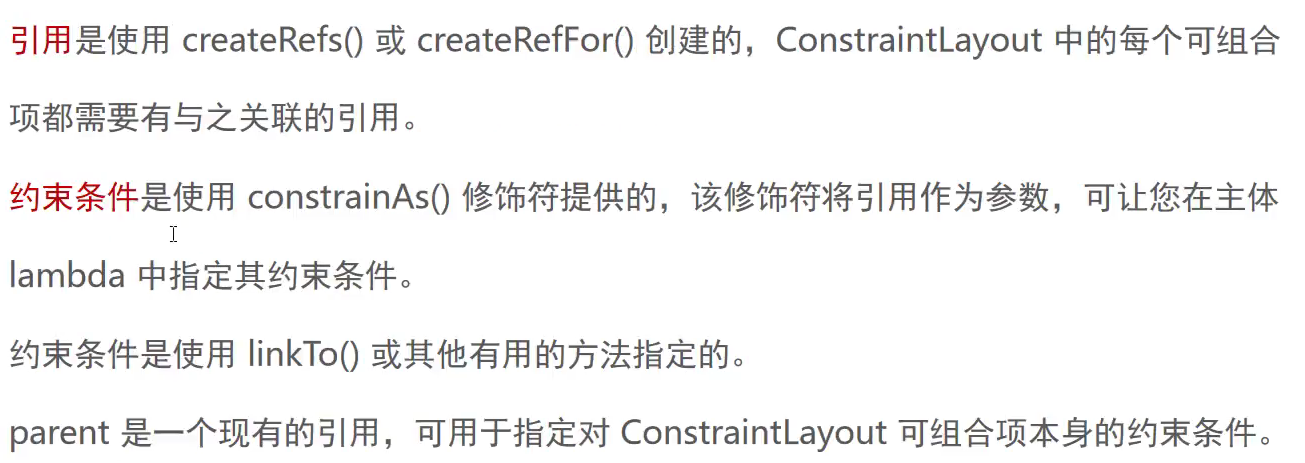 引用是使用 createRefs() 或 createRefFor() 创建的，ConstraintLayout 中的每个可组合
项都需要有与之关联的引用。
约束条件是使用 constrainAs() 修饰符提供的，该修饰符将引用作为参数，可让您在主体
lambda 中指定其约束条件。
约束条件是使用 linkTo() 或其他有用的方法指定的。
parent 是一个现有的引用，可用于指定对 ConstraintLayout 可组合项本身的约束条件。